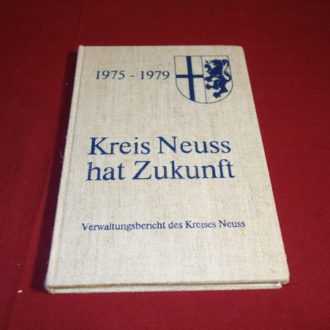 1975 - 1979
Kreis Neuss
hat Zukunft
Verwaltungsbericht des Kreises Neuss